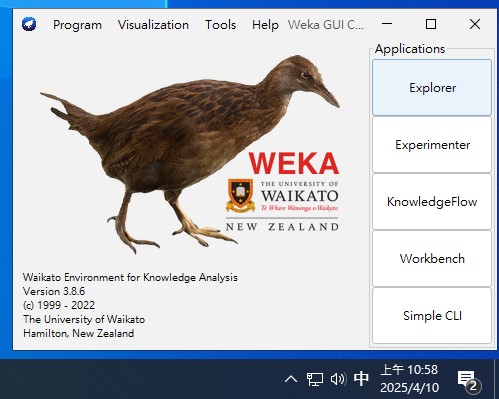 Program Visualization Tools Help Weka GUI C...
Applications
Explorer
Experimenter
KnowledgeFlow
Workbench
Simple CLI
WEKA
THE UNIVERSITY OF
WAIKATO
Te Whare Wānanga o Waikato
NEW ZEALAND
Waikato Environment for Knowledge Analysis
Version 3.8.6
(c) 1999 - 2022
The University of Waikato
Hamilton, New Zealand
中 上午 10:58
2025/4/10
2